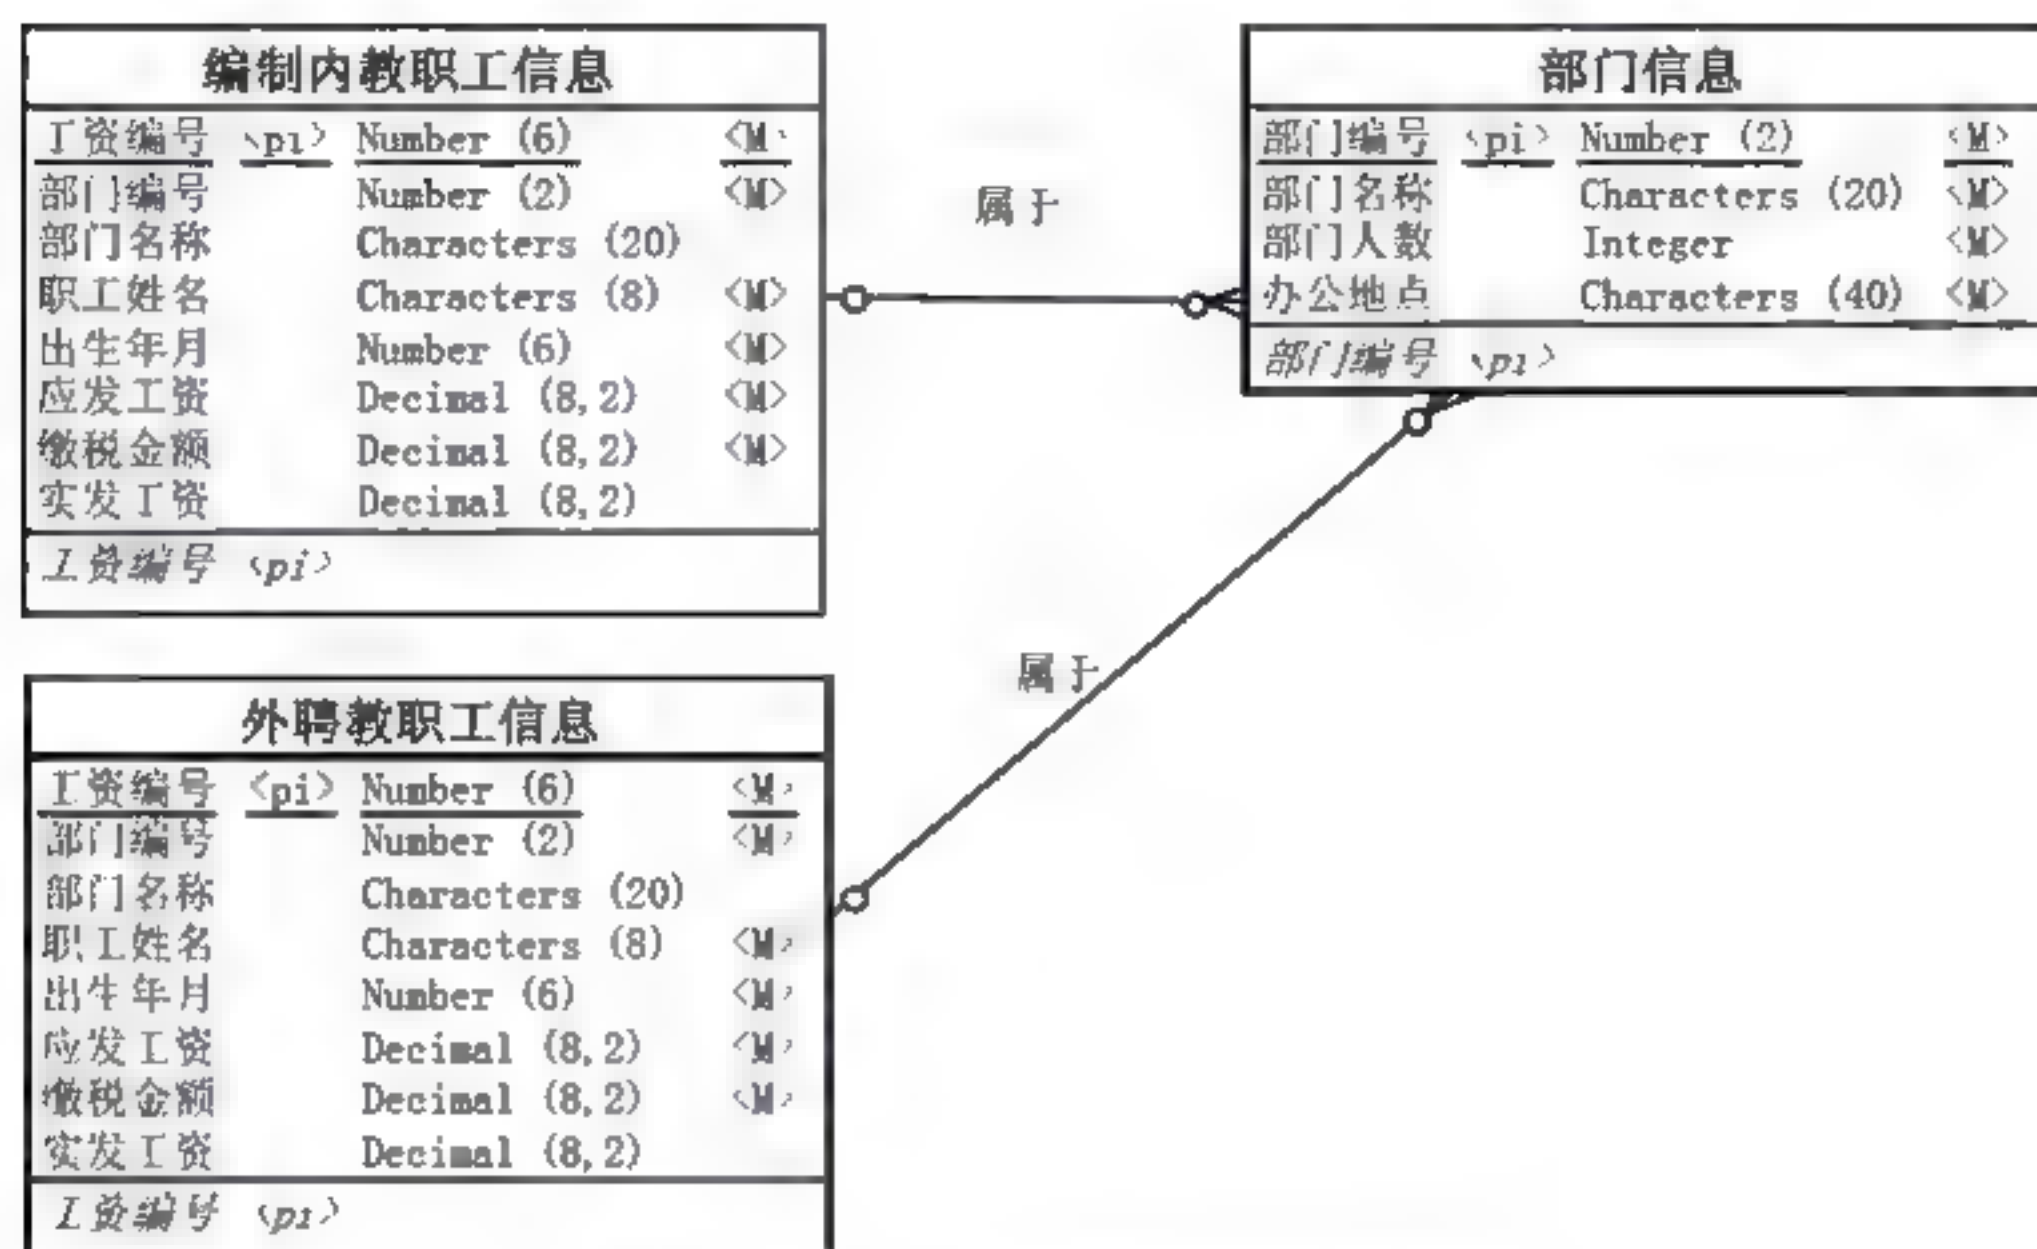 编制内教职工信息
工资编号 <pi> Number (6) <M>
部门编号 Number (2) <M>
部门名称 Characters (20)
职工姓名 Characters (8) <M>
出生年月 Number (6) <M>
应发工资 Decimal (8,2) <M>
缴税金额 Decimal (8,2) <M>
实发工资 Decimal (8,2)
工资编号 <pi>
属于
部门信息
部门编号 <pi> Number (2) <M>
部门名称 Characters (20) <M>
部门人数 Integer <M>
办公地点 Characters (40) <M>
部门编号 <pi>
属于
外聘教职工信息
工资编号 <pi> Number (6) <M>
部门编号 Number (2) <M>
部门名称 Characters (20)
职工姓名 Characters (8) <M>
出生年月 Number (6) <M>
应发工资 Decimal (8,2) <M>
缴税金额 Decimal (8,2) <M>
实发工资 Decimal (8,2)
工资编号 <pi>